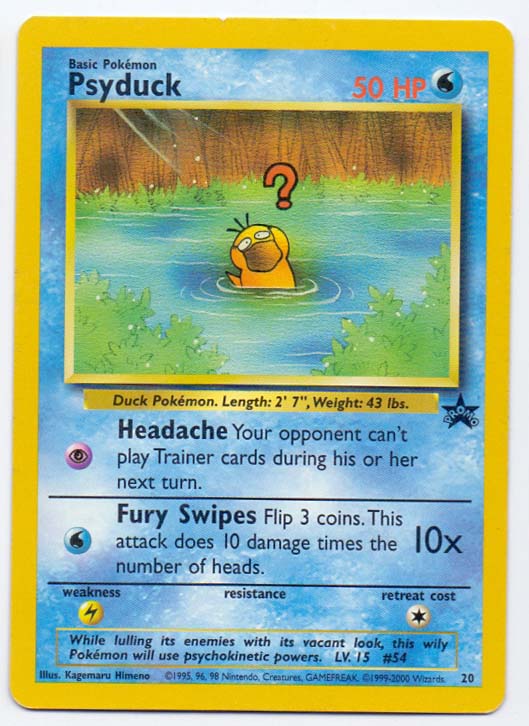 Basic Pokémon
Psyduck
50 HP
?
Duck Pokémon. Length: 2' 7", Weight: 43 lbs.
PROMO
Headache Your opponent can't
play Trainer cards during his or her
next turn.
Fury Swipes Flip 3 coins. This
attack does 10 damage times the
number of heads.
10x
weakness resistance retreat cost
While lulling its enemies with its vacant look, this wily
Pokémon will use psychokinetic powers. LV. 15 #54
Illus. Kagemaru Himeno ©1995, 96, 98 Nintendo, Creatures, GAMEFREAK. ©1999-2000 Wizards. 20